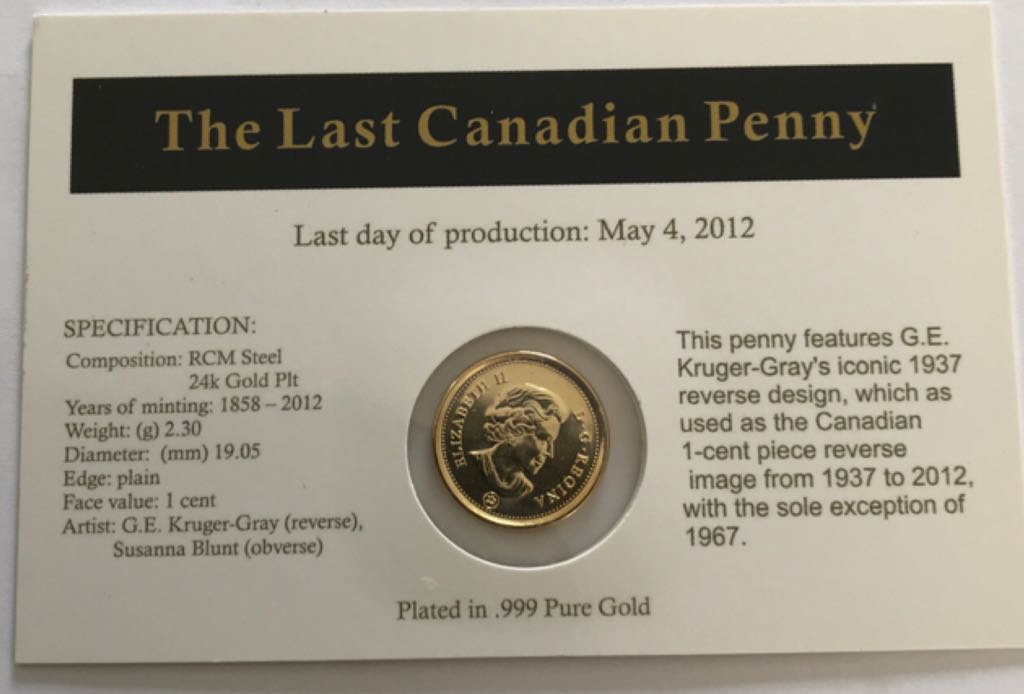 The Last Canadian Penny
Last day of production: May 4, 2012
SPECIFICATION:
Composition: RCM Steel
24k Gold Plt
Years of minting: 1858 – 2012
Weight: (g) 2.30
Diameter: (mm) 19.05
Edge: plain
Face value: 1 cent
Artist: G.E. Kruger-Gray (reverse),
Susanna Blunt (obverse)
ELIZABETH II
D·G·REGINA
This penny features G.E.
Kruger-Gray's iconic 1937
reverse design, which as
used as the Canadian
1-cent piece reverse
image from 1937 to 2012,
with the sole exception of
1967.
Plated in .999 Pure Gold